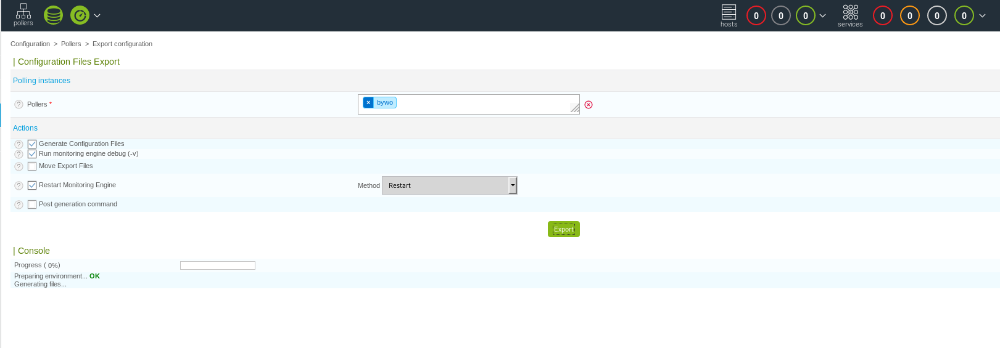 pollers
hosts
0
0
0
services
0
0
0
0
Configuration > Pollers > Export configuration
| Configuration Files Export
Polling instances
? Pollers *
× bywo
Actions
? Generate Configuration Files
? Run monitoring engine debug (-v)
? Move Export Files
? Restart Monitoring Engine
Method Restart
? Post generation command
Export
| Console
Progress ( 0%)
Preparing environment... OK
Generating files...